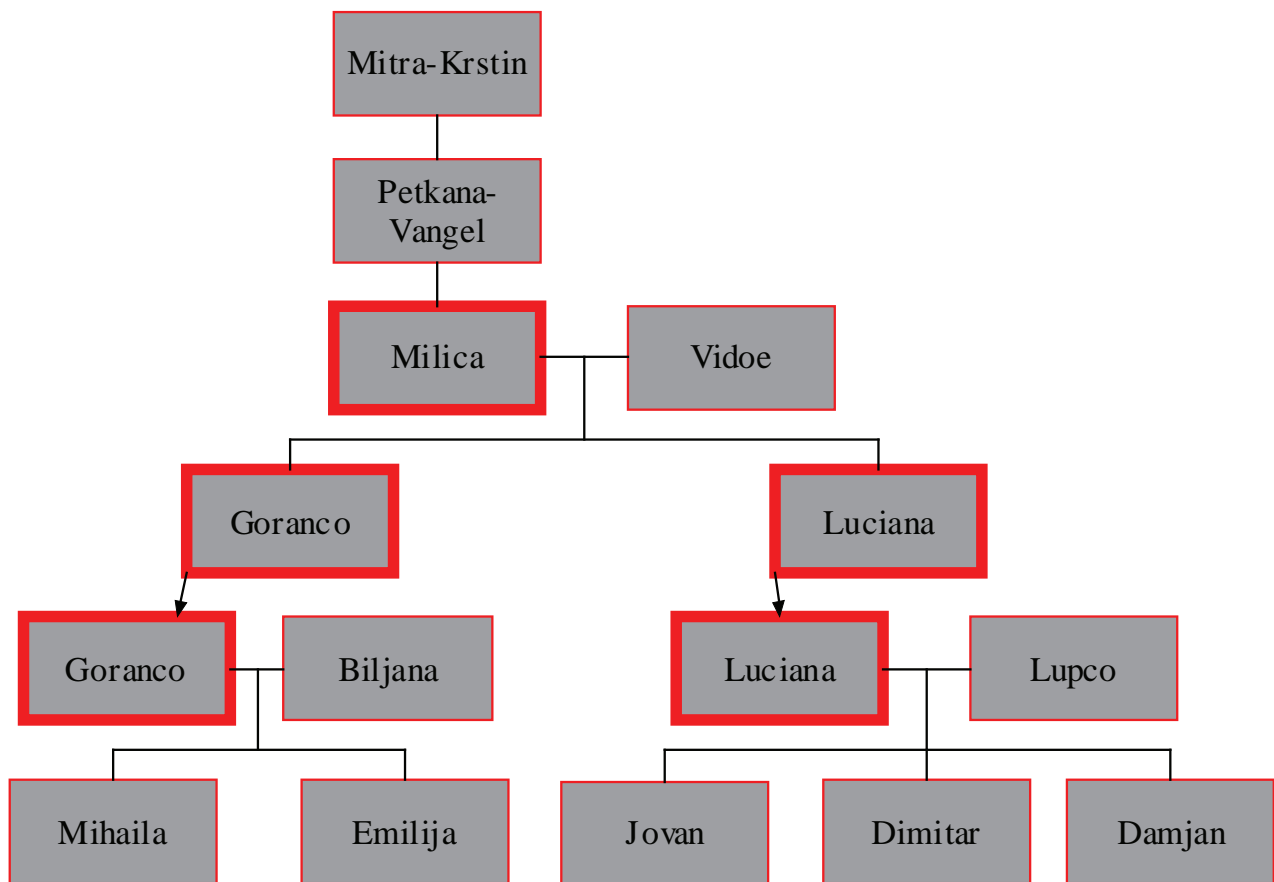 Mitra-Krstin
Petkana-
Vangel
Milica
Vidoe
Goranco
Luciana
Goranco
Biljana
Luciana
Lupco
Mihaila
Emilija
Jovan
Dimitar
Damjan